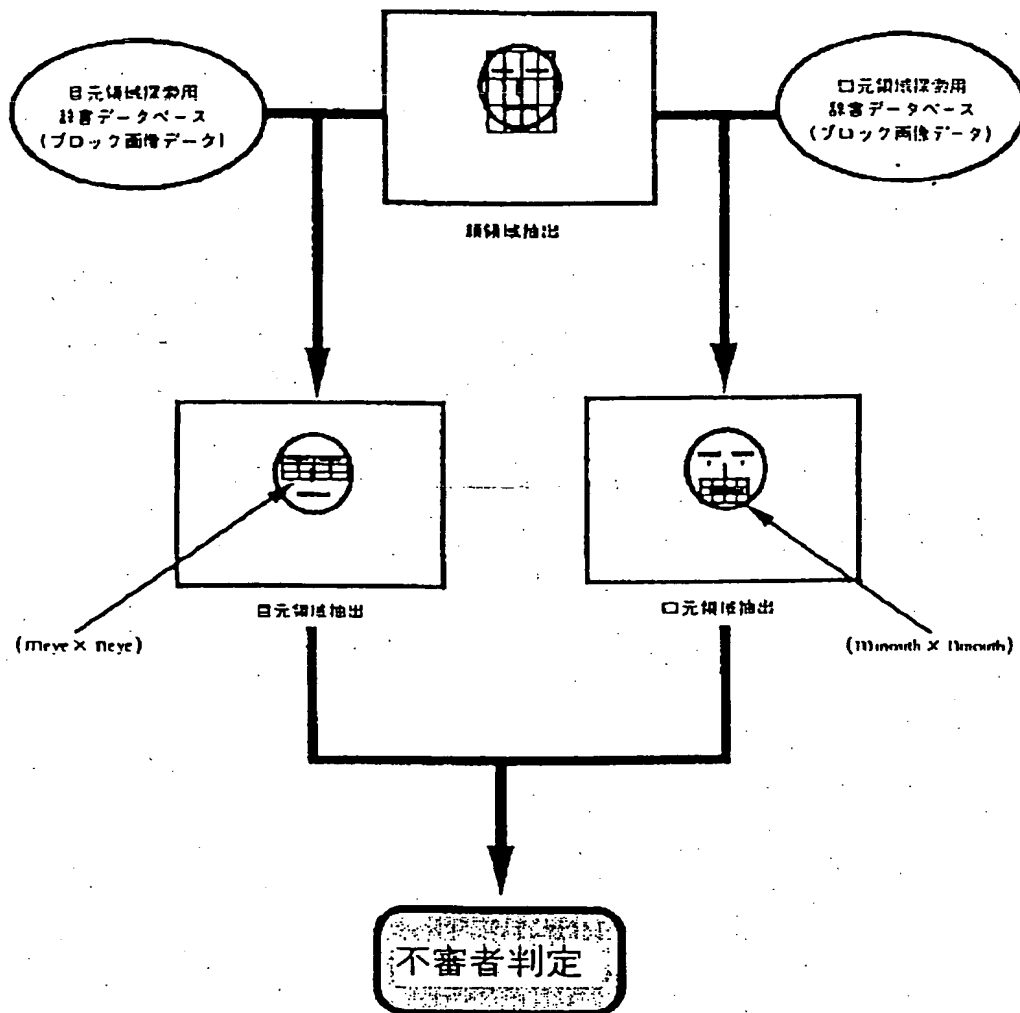 目元領域探索用
辞書データベース
(ブロック画像データ)
口元領域探索用
辞書データベース
(ブロック画像データ)
顔領域抽出
目元領域抽出
口元領域抽出
(meye × neye)
(mmouth × nmouth)
不審者判定